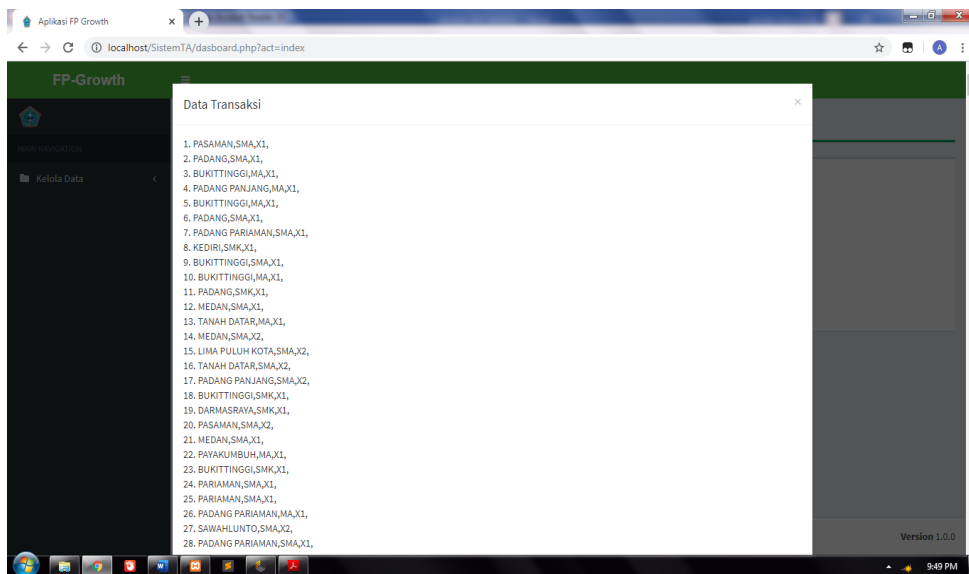 Aplikasi FP Growth
localhost/SistemTA/dasboard.php?act=index
A
FP-Growth
MAIN NAVIGATION
Kelola Data
Data Transaksi
1. PASAMAN,SMA,X1,
2. PADANG,SMA,X1,
3. BUKITTINGGI,MA,X1,
4. PADANG PANJANG,MA,X1,
5. BUKITTINGGI,MA,X1,
6. PADANG,SMA,X1,
7. PADANG PARIAMAN,SMA,X1,
8. KEDIRI,SMK,X1,
9. BUKITTINGGI,SMA,X1,
10. BUKITTINGGI,MA,X1,
11. PADANG,SMK,X1,
12. MEDAN,SMA,X1,
13. TANAH DATAR,MA,X1,
14. MEDAN,SMA,X2,
15. LIMA PULUH KOTA,SMA,X2,
16. TANAH DATAR,SMA,X2,
17. PADANG PANJANG,SMA,X2,
18. BUKITTINGGI,SMK,X1,
19. DARMASRAYA,SMK,X1,
20. PASAMAN,SMA,X2,
21. MEDAN,SMA,X1,
22. PAYAKUMBUH,MA,X1,
23. BUKITTINGGI,SMK,X1,
24. PARIAMAN,SMA,X1,
25. PARIAMAN,SMA,X1,
26. PADANG PARIAMAN,MA,X1,
27. SAWAHLUNTO,SMA,X2,
28. PADANG PARIAMAN,SMA,X1,
Version 1.0.0
9:49 PM